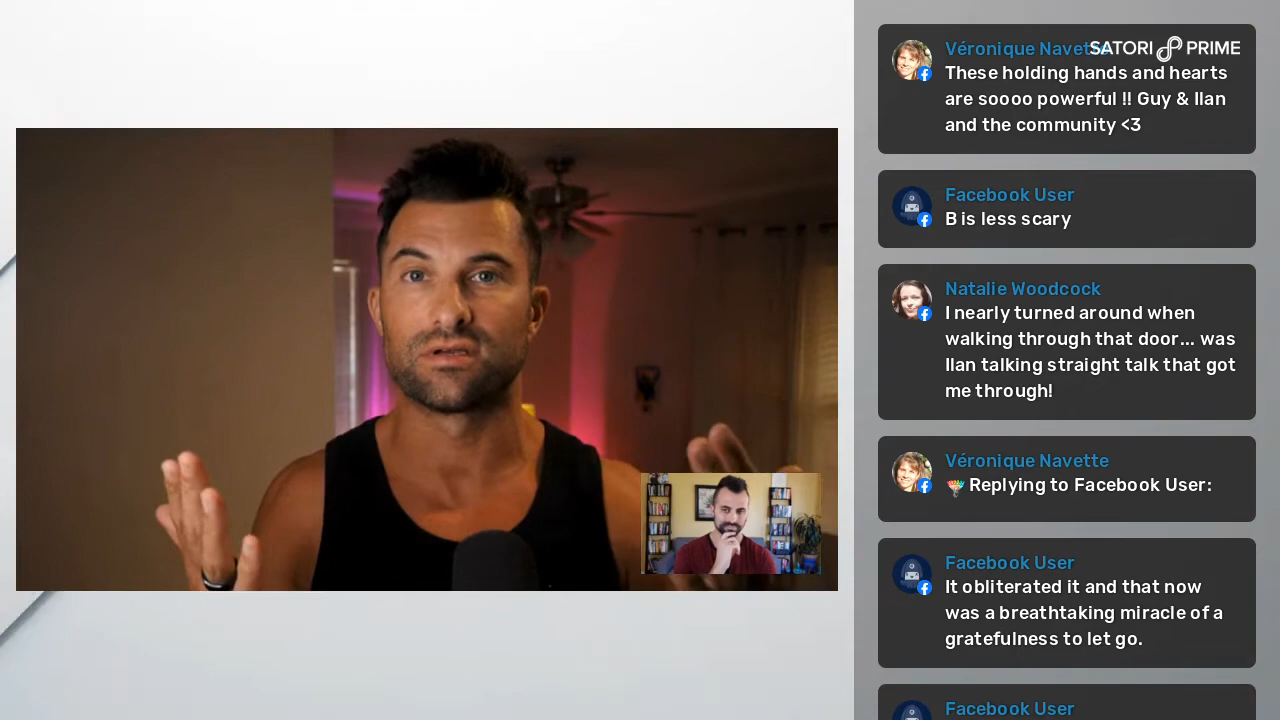 Véronique Navette
SATORI PRIME
These holding hands and hearts
are soooo powerful !! Guy & Ilan
and the community <3
Facebook User
B is less scary
Natalie Woodcock
I nearly turned around when
walking through that door... was
Ilan talking straight talk that got
me through!
Véronique Navette
Replying to Facebook User:
Facebook User
It obliterated it and that now
was a breathtaking miracle of a
gratefulness to let go.
Facebook User